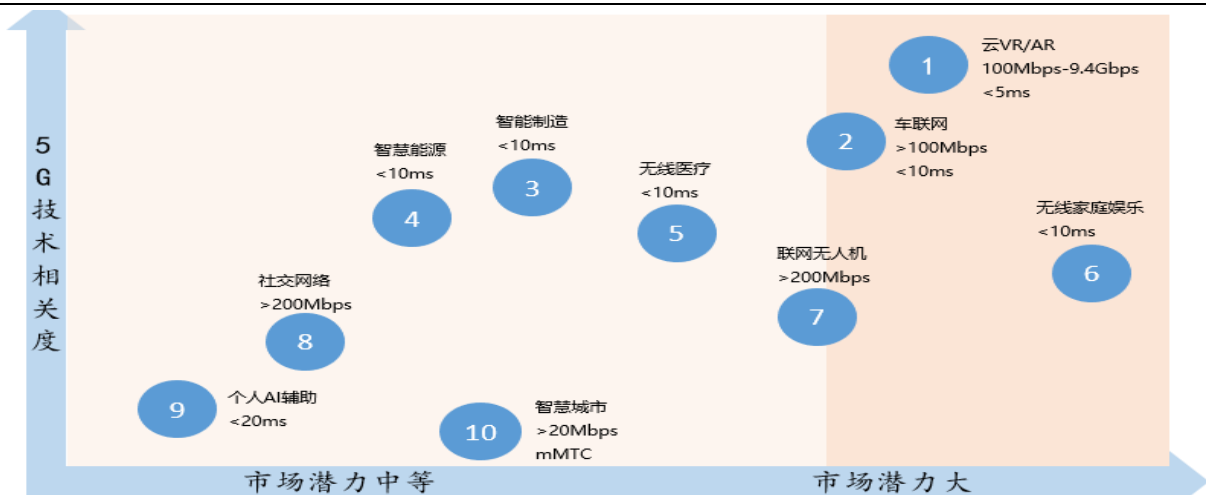 云VR/AR
100Mbps-9.4Gbps
<5ms
1
车联网
>100Mbps
<10ms
2
智能制造
<10ms
3
智慧能源
<10ms
4
无线医疗
<10ms
5
无线家庭娱乐
<10ms
6
联网无人机
>200Mbps
7
社交网络
>200Mbps
8
个人AI辅助
<20ms
9
智慧城市
>20Mbps
mMTC
10
5G技术相关度
市场潜力中等
市场潜力大